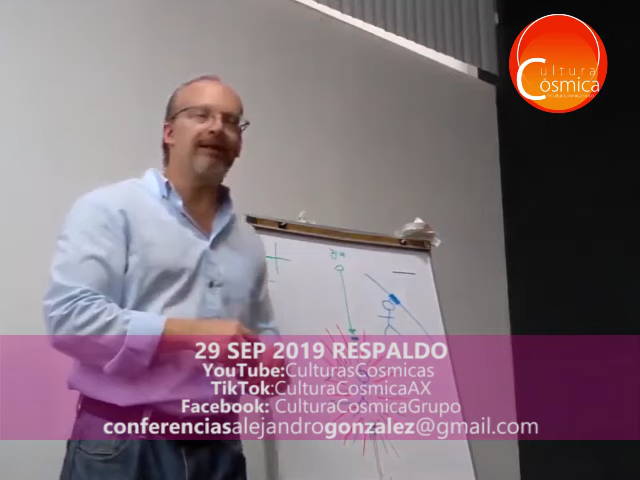 Cultura
Cósmica
29 SEP 2019 RESPALDO
YouTube:CulturasCosmicas
TikTok:CulturaCosmicaAX
Facebook: CulturaCosmicaGrupo
conferenciasalejandrogonzalez@gmail.com